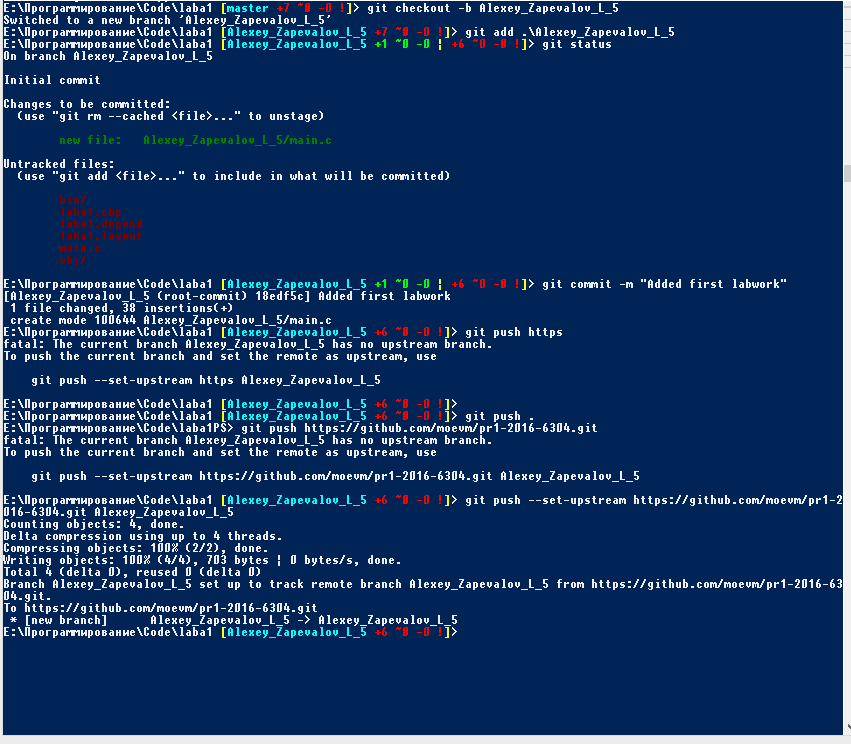 E:\Программирование\Code\laba1 [master +7 ~0 -0 !]> git checkout -b Alexey_Zapevalov_L_5
Switched to a new branch 'Alexey_Zapevalov_L_5'
E:\Программирование\Code\laba1 [Alexey_Zapevalov_L_5 +7 ~0 -0 !]> git add .\Alexey_Zapevalov_L_5
E:\Программирование\Code\laba1 [Alexey_Zapevalov_L_5 +1 ~0 -0 | +6 ~0 -0 !]> git status
On branch Alexey_Zapevalov_L_5
Initial commit
Changes to be committed:
(use "git rm --cached <file>..." to unstage)
new file:   Alexey_Zapevalov_L_5/main.c
Untracked files:
(use "git add <file>..." to include in what will be committed)
bin/
laba1.cbp
laba1.depend
laba1.layout
main.c
obj/
E:\Программирование\Code\laba1 [Alexey_Zapevalov_L_5 +1 ~0 -0 | +6 ~0 -0 !]> git commit -m "Added first labwork"
[Alexey_Zapevalov_L_5 (root-commit) 18edf5c] Added first labwork
1 file changed, 38 insertions(+)
create mode 100644 Alexey_Zapevalov_L_5/main.c
E:\Программирование\Code\laba1 [Alexey_Zapevalov_L_5 +6 ~0 -0 !]> git push https
fatal: The current branch Alexey_Zapevalov_L_5 has no upstream branch.
To push the current branch and set the remote as upstream, use
git push --set-upstream https Alexey_Zapevalov_L_5
E:\Программирование\Code\laba1 [Alexey_Zapevalov_L_5 +6 ~0 -0 !]>
E:\Программирование\Code\laba1 [Alexey_Zapevalov_L_5 +6 ~0 -0 !]> git push .
E:\Программирование\Code\laba1PS> git push https://github.com/moevm/pr1-2016-6304.git
fatal: The current branch Alexey_Zapevalov_L_5 has no upstream branch.
To push the current branch and set the remote as upstream, use
git push --set-upstream https://github.com/moevm/pr1-2016-6304.git Alexey_Zapevalov_L_5
E:\Программирование\Code\laba1 [Alexey_Zapevalov_L_5 +6 ~0 -0 !]> git push --set-upstream https://github.com/moevm/pr1-2
016-6304.git Alexey_Zapevalov_L_5
Counting objects: 4, done.
Delta compression using up to 4 threads.
Compressing objects: 100% (2/2), done.
Writing objects: 100% (4/4), 703 bytes | 0 bytes/s, done.
Total 4 (delta 0), reused 0 (delta 0)
Branch Alexey_Zapevalov_L_5 set up to track remote branch Alexey_Zapevalov_L_5 from https://github.com/moevm/pr1-2016-63
04.git.
To https://github.com/moevm/pr1-2016-6304.git
* [new branch]      Alexey_Zapevalov_L_5 -> Alexey_Zapevalov_L_5
E:\Программирование\Code\laba1 [Alexey_Zapevalov_L_5 +6 ~0 -0 !]>